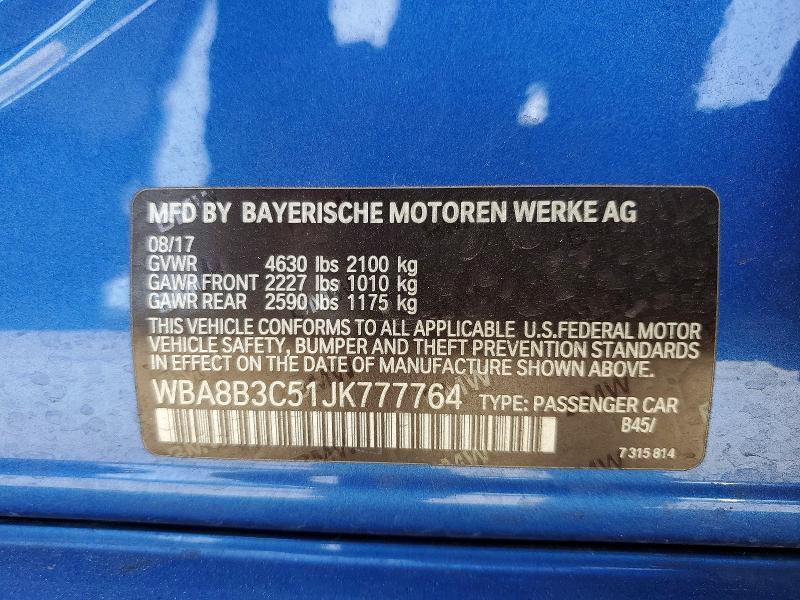 MFD BY BAYERISCHE MOTOREN WERKE AG
08/17
GVWR 4630 lbs 2100 kg
GAWR FRONT 2227 lbs 1010 kg
GAWR REAR 2590 lbs 1175 kg
THIS VEHICLE CONFORMS TO ALL APPLICABLE U.S.FEDERAL MOTOR
VEHICLE SAFETY, BUMPER AND THEFT PREVENTION STANDARDS
IN EFFECT ON THE DATE OF MANUFACTURE SHOWN ABOVE.
WBA8B3C51JK777764 TYPE: PASSENGER CAR
B45/
7 315 814